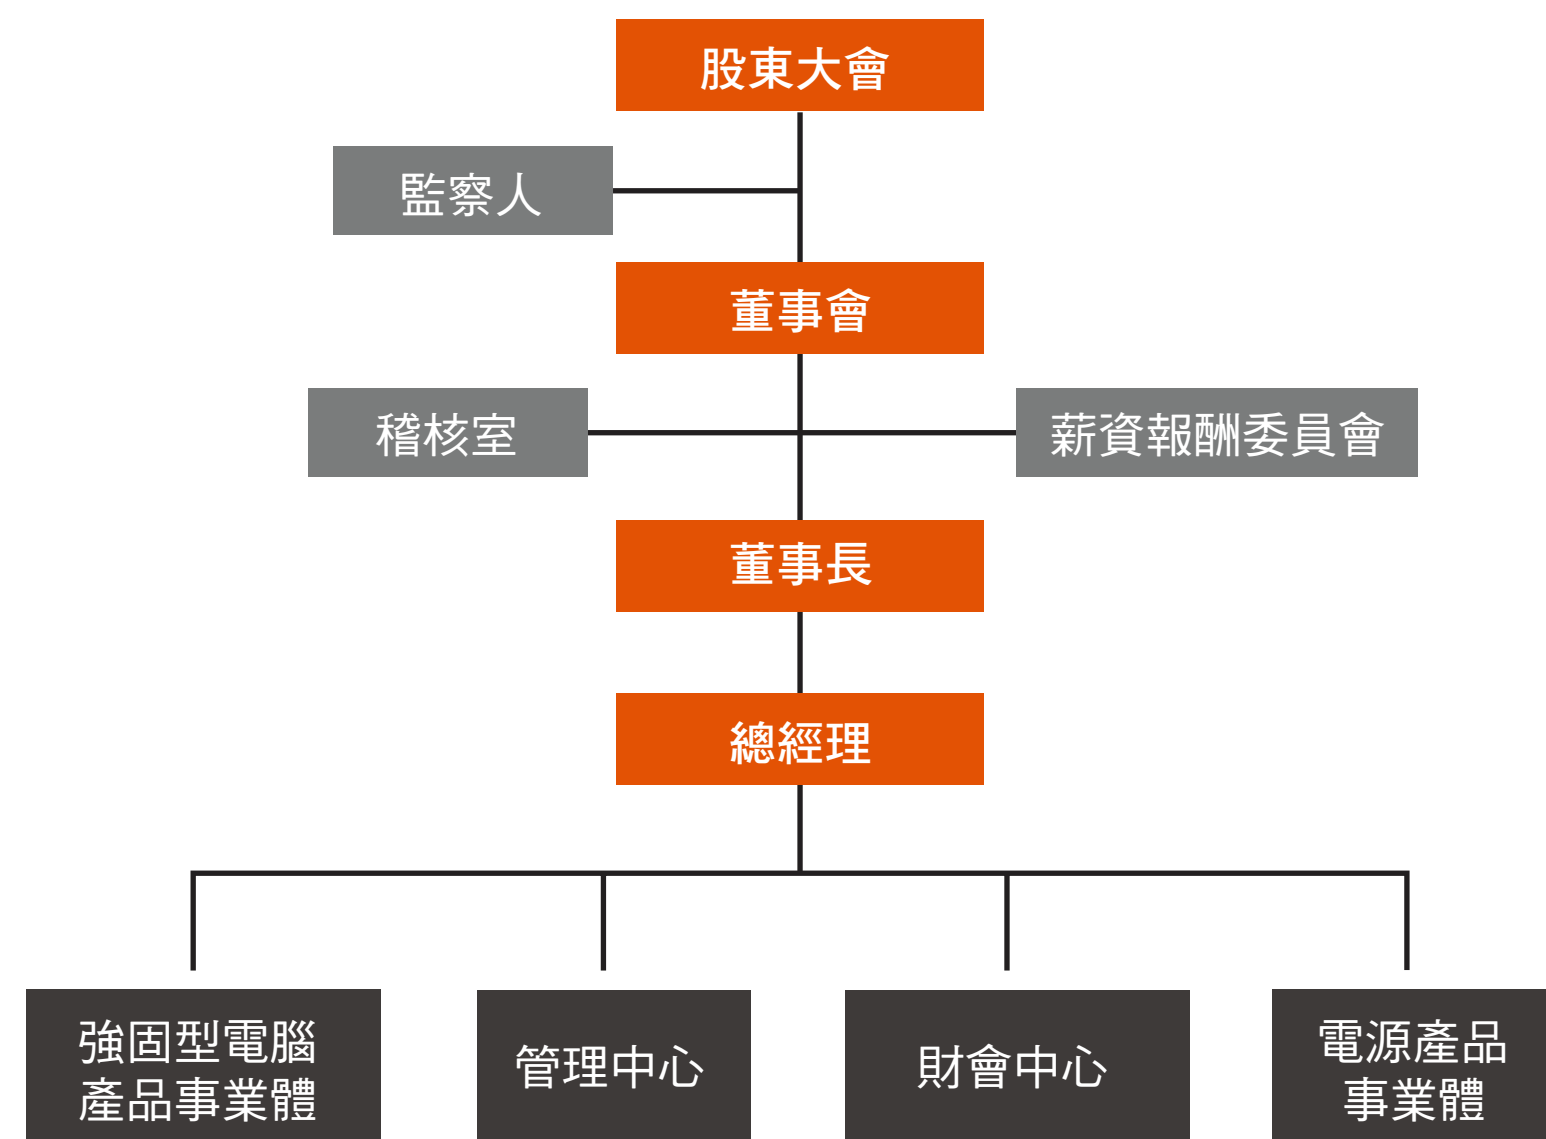 股東大會
監察人
董事會
稽核室
薪資報酬委員會
董事長
總經理
強固型電腦
產品事業體
管理中心
財會中心
電源產品
事業體